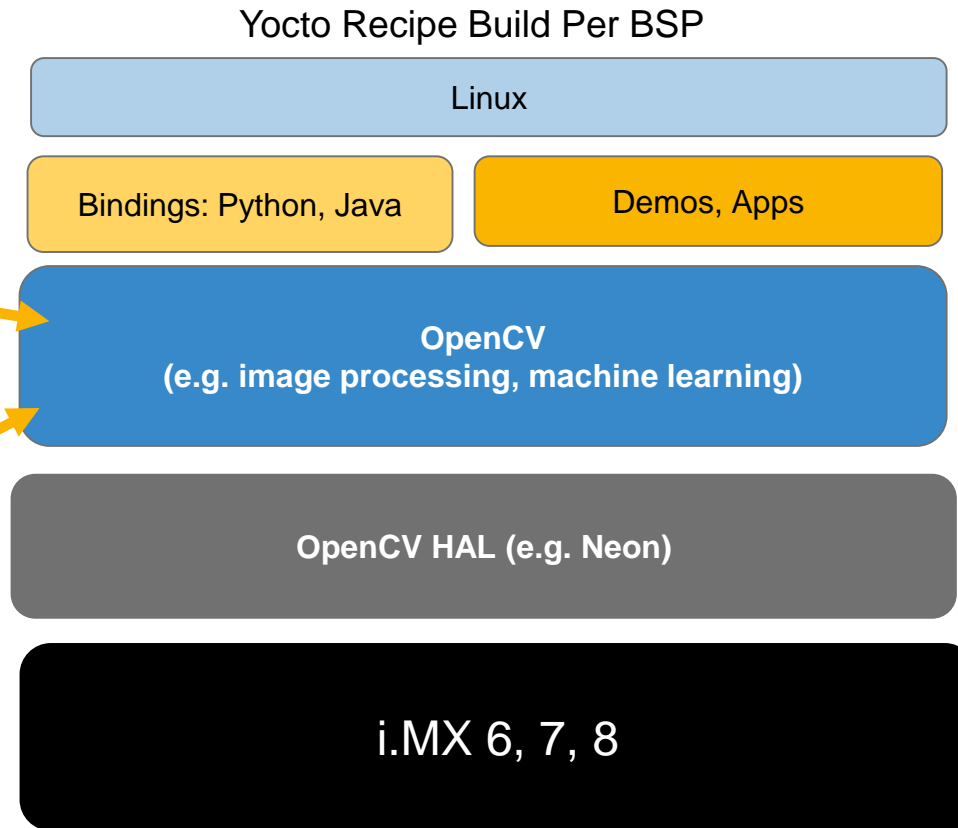 Yocto Recipe Build Per BSP
Linux
Bindings: Python, Java
Demos, Apps
OpenCV
(e.g. image processing, machine learning)
OpenCV HAL (e.g. Neon)
i.MX 6, 7, 8